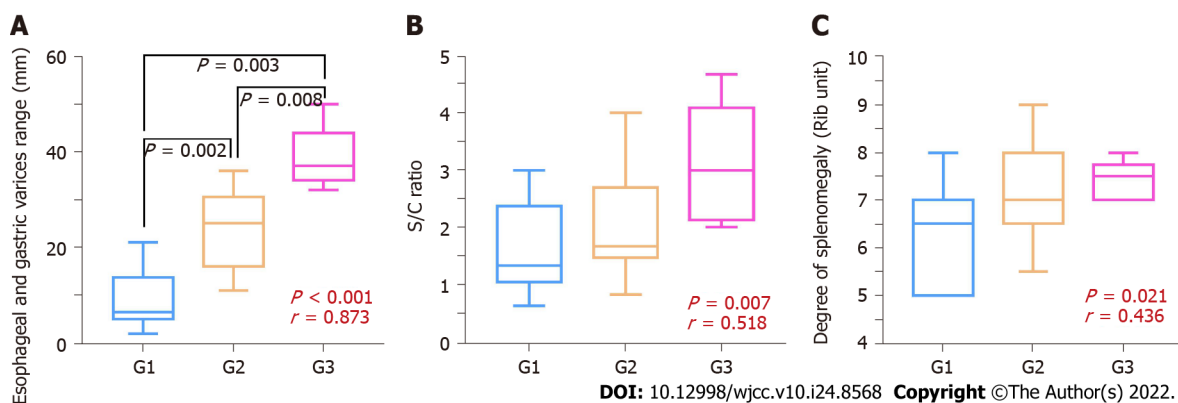 A
Esophageal and gastric varices range (mm)
60
40
20
0
P = 0.003
P = 0.008
P = 0.002
P < 0.001
r = 0.873
G1 G2 G3
B
S/C ratio
5
4
3
2
1
0
P = 0.007
r = 0.518
G1 G2 G3
C
Degree of splenomegaly (Rib unit)
10
9
8
7
6
5
4
P = 0.021
r = 0.436
G1 G2 G3
DOI: 10.12998/wjcc.v10.i24.8568 Copyright ©The Author(s) 2022.